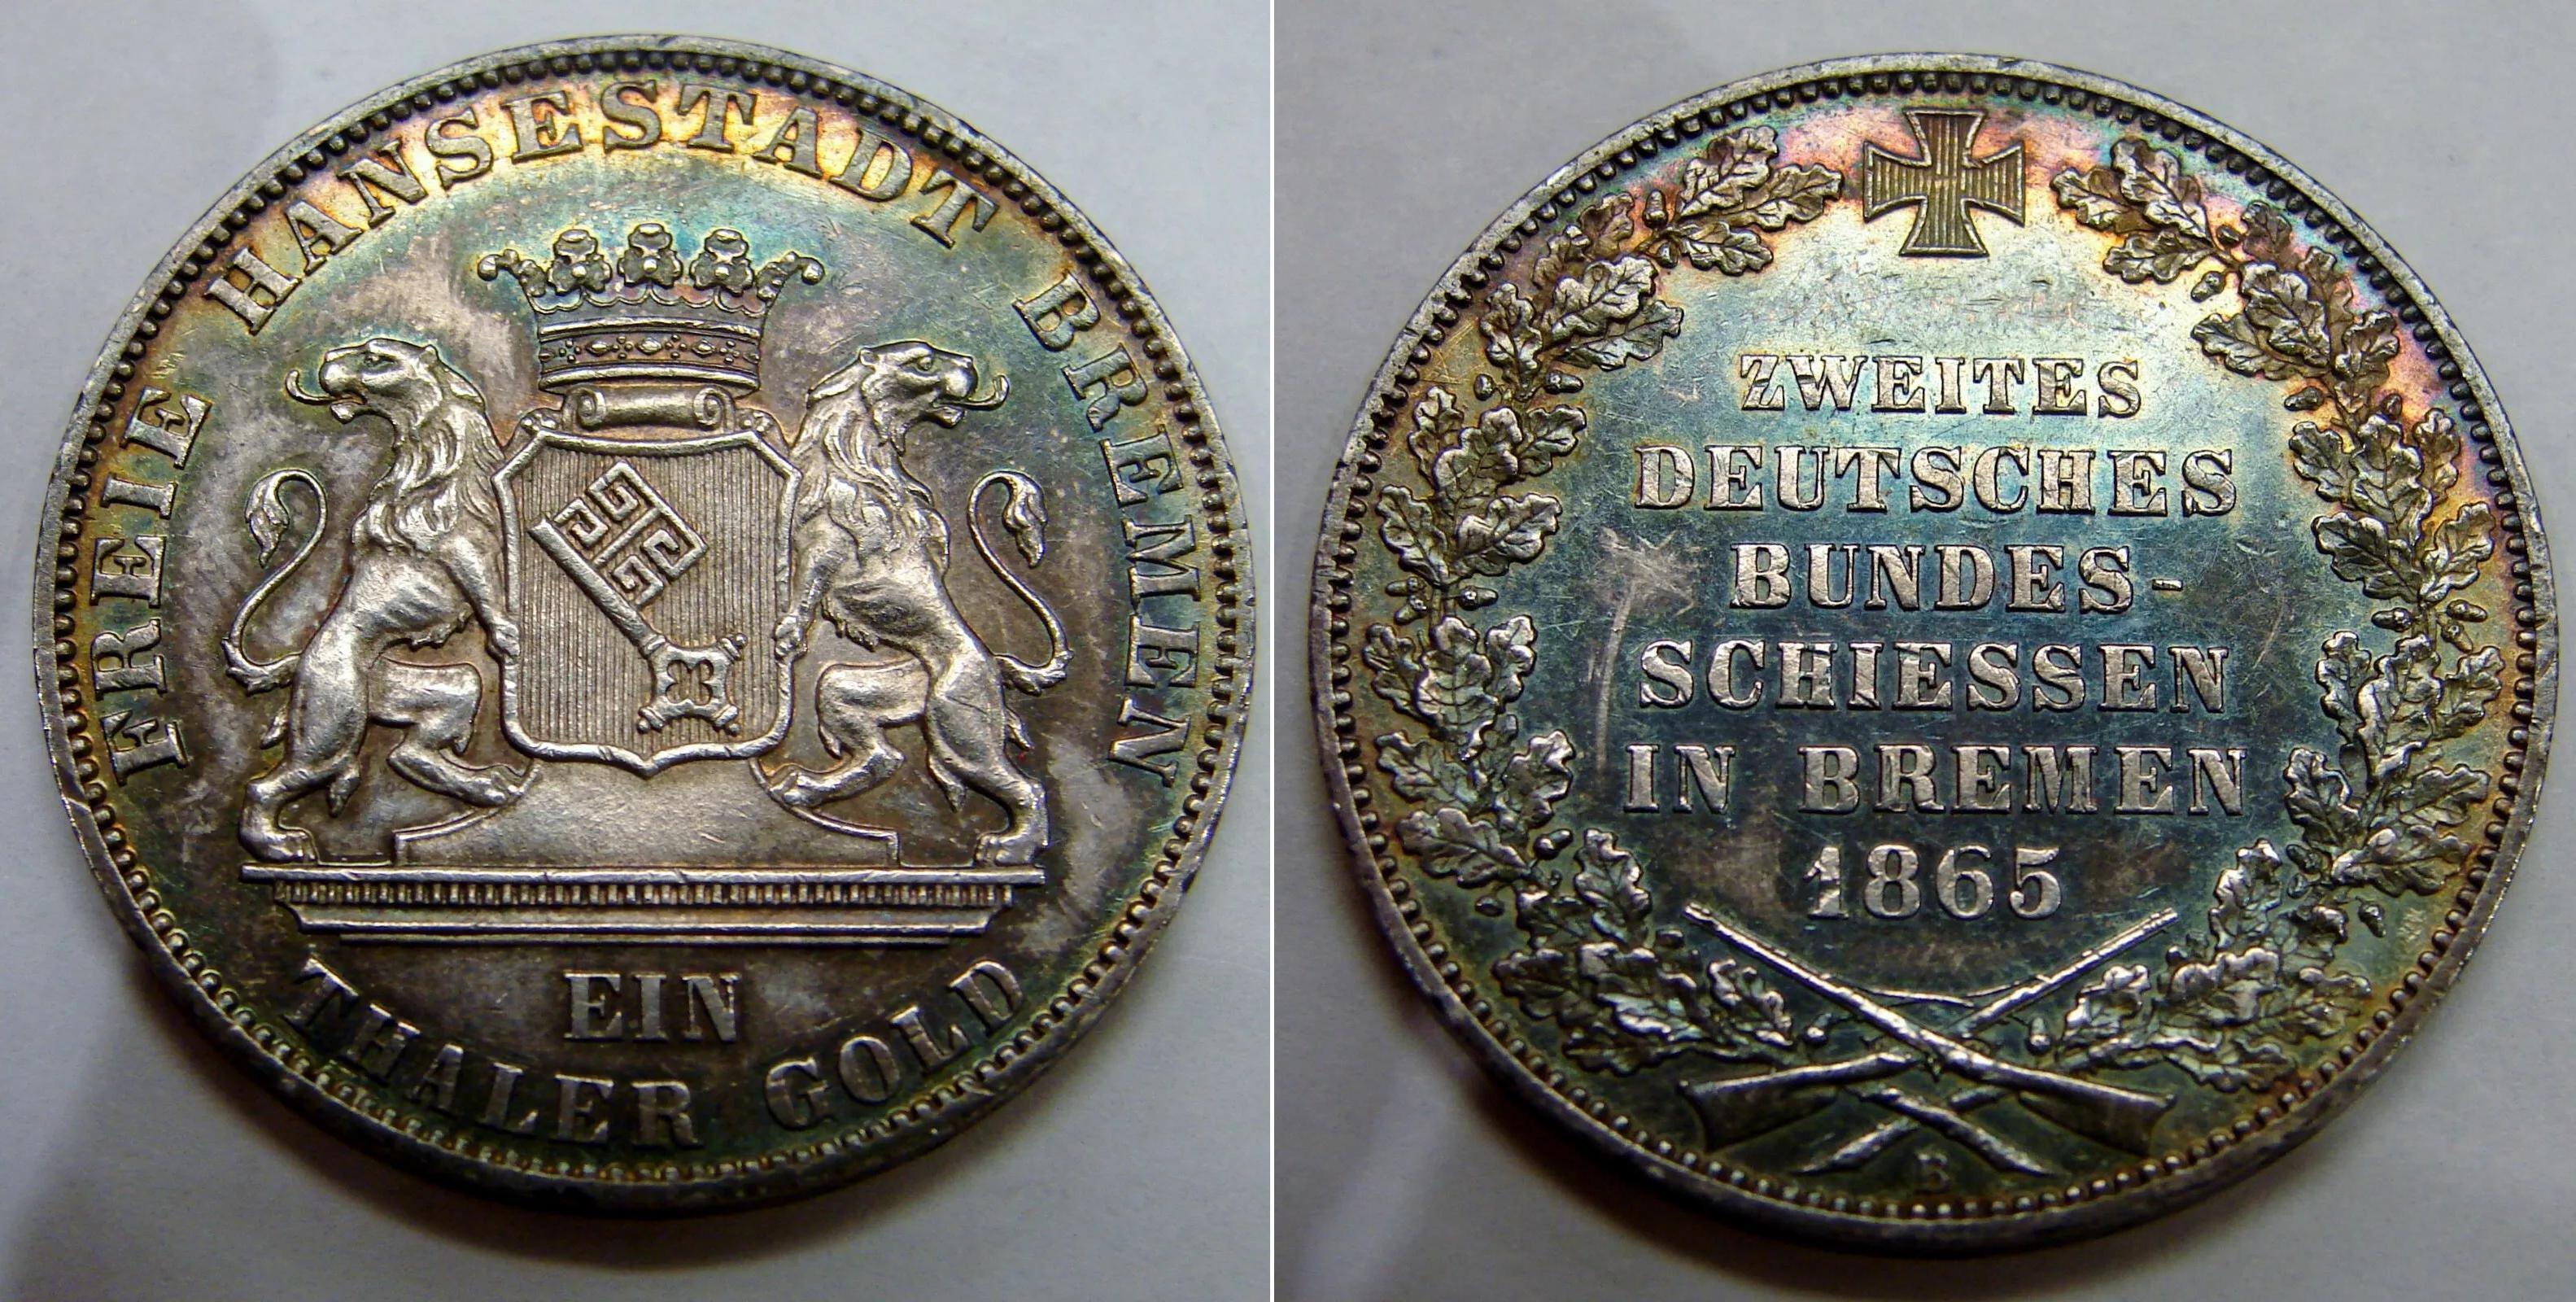 FREIE HANSESTADT BREMEN
EIN
THALER GOLD
ZWEITES
DEUTSCHES
BUNDES-
SCHIESSEN
IN BREMEN
1865
B